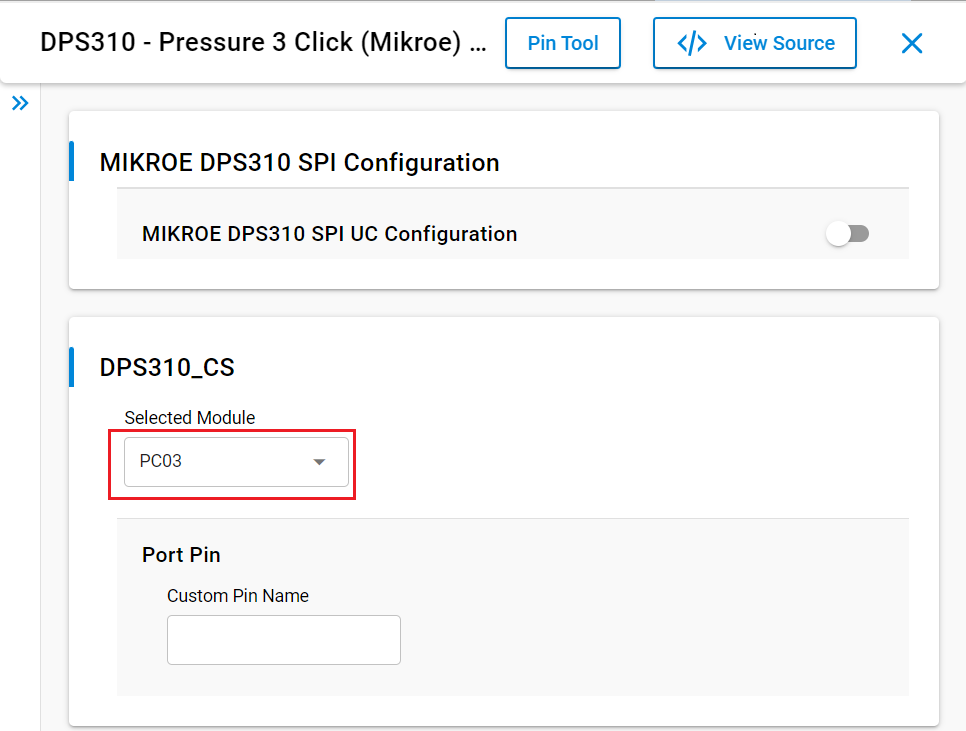 DPS310 - Pressure 3 Click (Mikroe) ...
Pin Tool
</> View Source
MIKROE DPS310 SPI Configuration
MIKROE DPS310 SPI UC Configuration
DPS310_CS
Selected Module
PC03
Port Pin
Custom Pin Name